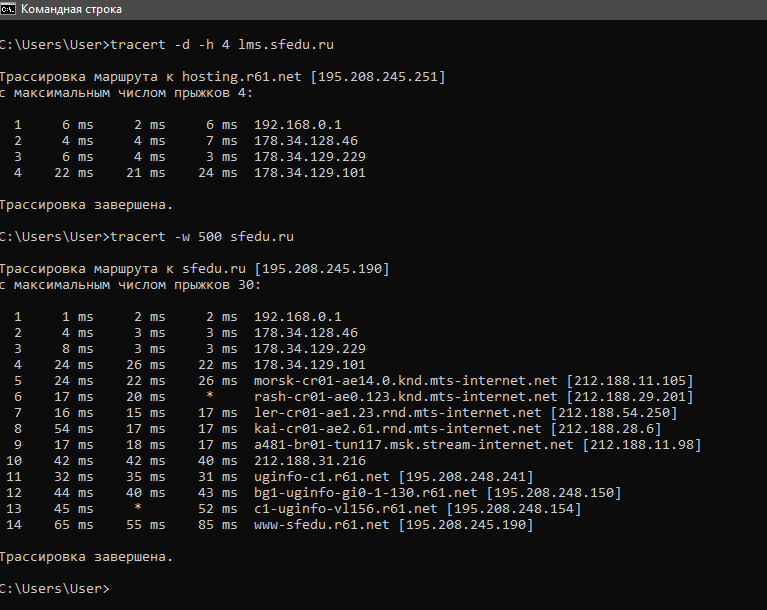 Командная строка
C:\Users\User>tracert -d -h 4 lms.sfedu.ru
Трассировка маршрута к hosting.r61.net [195.208.245.251]
с максимальным числом прыжков 4:
1 6 ms 2 ms 6 ms 192.168.0.1
2 4 ms 4 ms 7 ms 178.34.128.46
3 6 ms 4 ms 3 ms 178.34.129.229
4 22 ms 21 ms 24 ms 178.34.129.101
Трассировка завершена.
C:\Users\User>tracert -w 500 sfedu.ru
Трассировка маршрута к sfedu.ru [195.208.245.190]
с максимальным числом прыжков 30:
1 1 ms 2 ms 2 ms 192.168.0.1
2 4 ms 3 ms 3 ms 178.34.128.46
3 8 ms 3 ms 3 ms 178.34.129.229
4 24 ms 26 ms 22 ms 178.34.129.101
5 24 ms 22 ms 26 ms morsk-cr01-ae14.0.knd.mts-internet.net [212.188.11.105]
6 17 ms 20 ms * rash-cr01-ae0.123.knd.mts-internet.net [212.188.29.201]
7 16 ms 15 ms 17 ms ler-cr01-ae1.23.rnd.mts-internet.net [212.188.54.250]
8 54 ms 17 ms 17 ms kai-cr01-ae2.61.rnd.mts-internet.net [212.188.28.6]
9 17 ms 18 ms 17 ms a481-br01-tun117.msk.stream-internet.net [212.188.11.98]
10 42 ms 42 ms 40 ms 212.188.31.216
11 32 ms 35 ms 31 ms uginfo-c1.r61.net [195.208.248.241]
12 44 ms 40 ms 43 ms bg1-uginfo-gi0-1-130.r61.net [195.208.248.150]
13 45 ms * 52 ms c1-uginfo-vl156.r61.net [195.208.248.154]
14 65 ms 55 ms 85 ms www-sfedu.r61.net [195.208.245.190]
Трассировка завершена.
C:\Users\User>